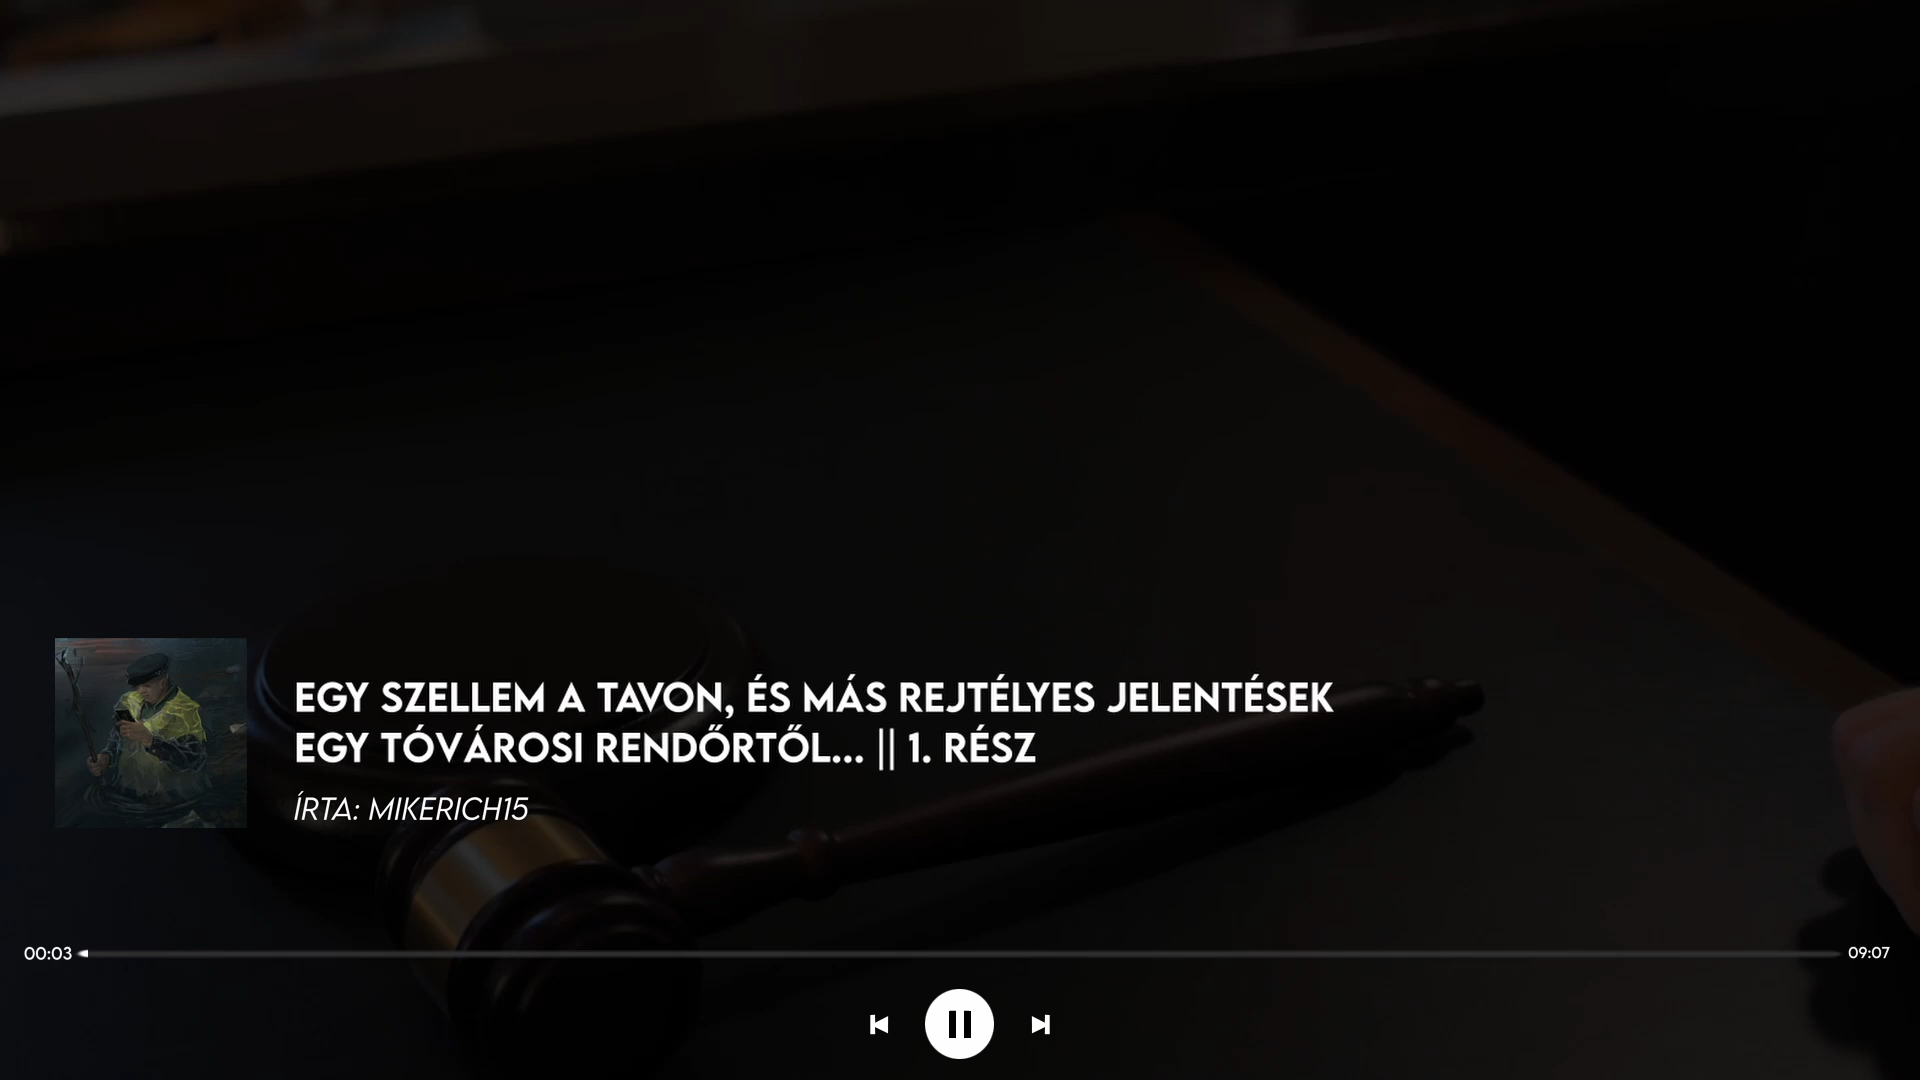 EGY SZELLEM A TAVON, ÉS MÁS REJTÉLYES JELENTÉSEK
EGY TÓVÁROSI RENDŐRTŐL... || 1. RÉSZ
ÍRTA: MIKERICH15
00:03
09:07